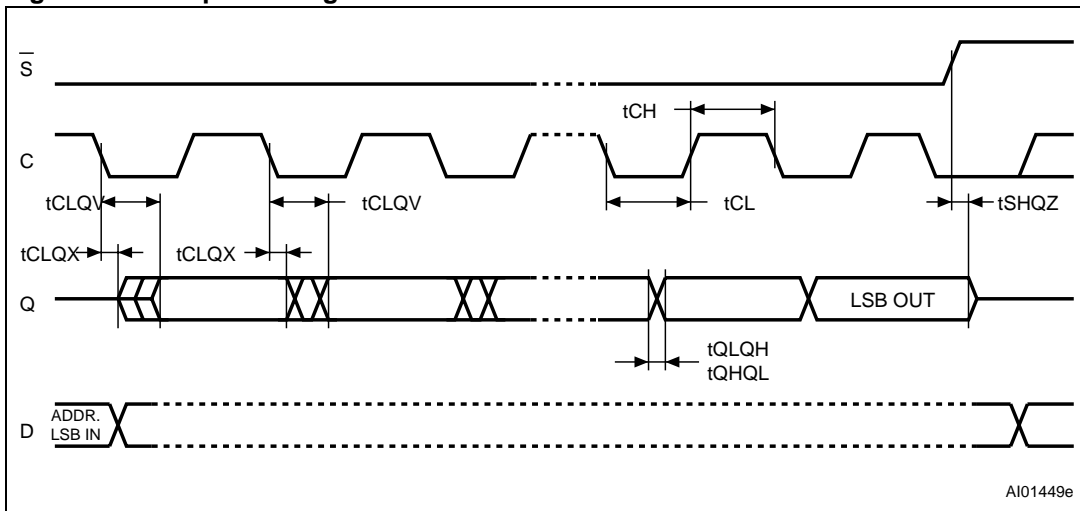 S
tCH
C
tCLQV
tCLQV
tCL
tSHQZ
tCLQX
tCLQX
Q
LSB OUT
tQLQH
tQHQL
ADDR.
D
LSB IN
AI01449e